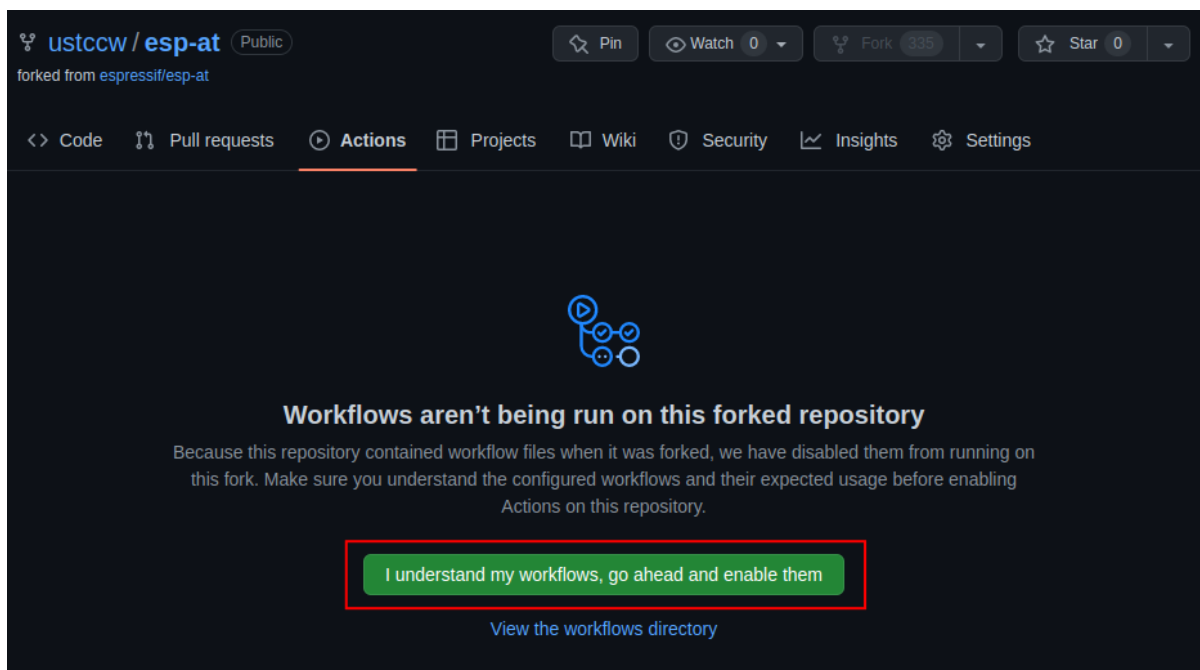 ustccw / esp-at Public Pin Watch 0 Fork 335 Star 0
forked from espressif/esp-at
Code Pull requests Actions Projects Wiki Security Insights Settings
Workflows aren’t being run on this forked repository
Because this repository contained workflow files when it was forked, we have disabled them from running on
this fork. Make sure you understand the configured workflows and their expected usage before enabling
Actions on this repository.
I understand my workflows, go ahead and enable them
View the workflows directory